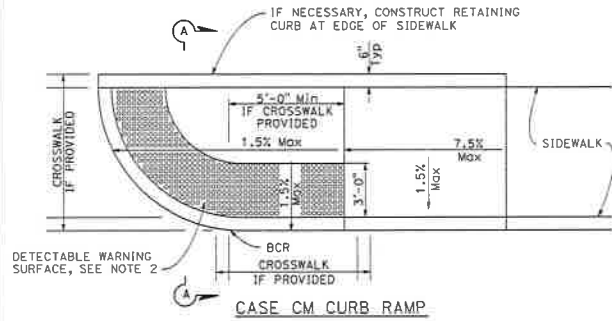 IF NECESSARY, CONSTRUCT RETAINING
CURB AT EDGE OF SIDEWALK
A
6"
Typ
5'-0" Min
IF CROSSWALK
PROVIDED
1.5% Max
7.5%
Max
CROSSWALK
IF PROVIDED
SIDEWALK
1.5%
Max
3'-0"
1.5%
Max
DETECTABLE WARNING
SURFACE, SEE NOTE 2
BCR
CROSSWALK
IF PROVIDED
A
CASE CM CURB RAMP